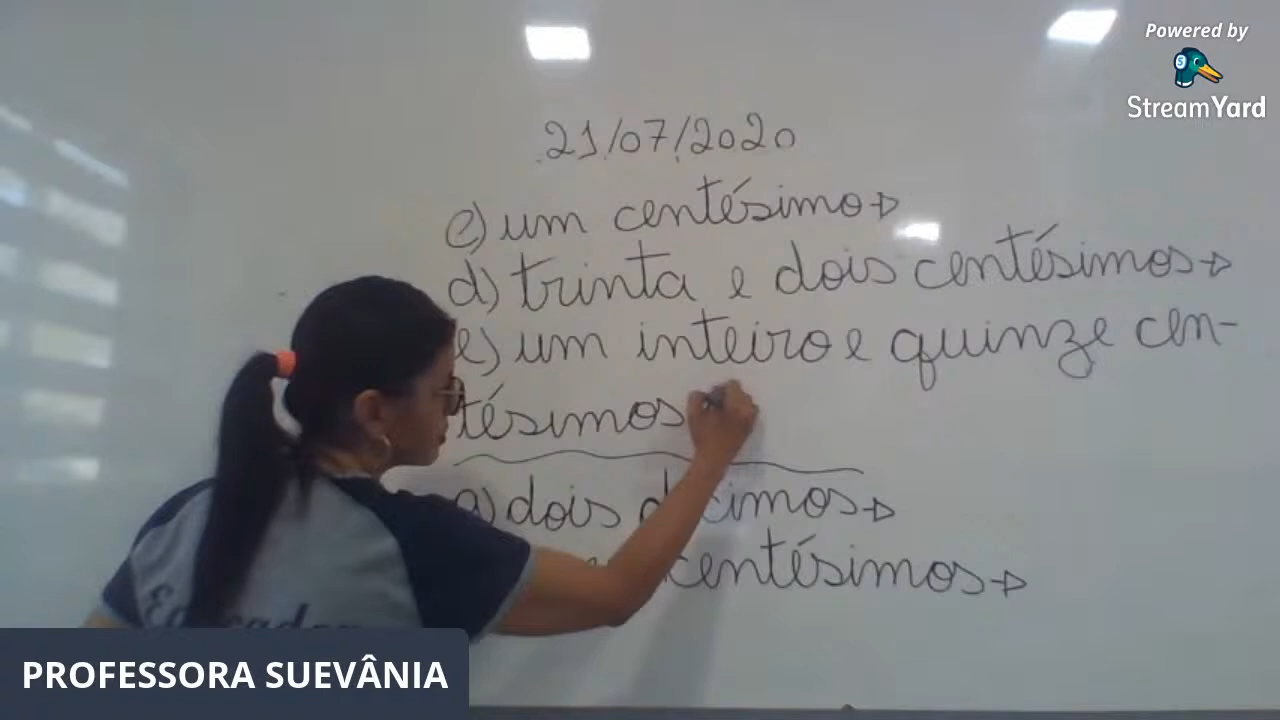 Powered by
StreamYard
21/07/2020
c) um centésimo
d) trinta e dois centésimos
e) um inteiro e quinze cen-
tésimos
a) dois décimos
centésimos
PROFESSORA SUEVÂNIA